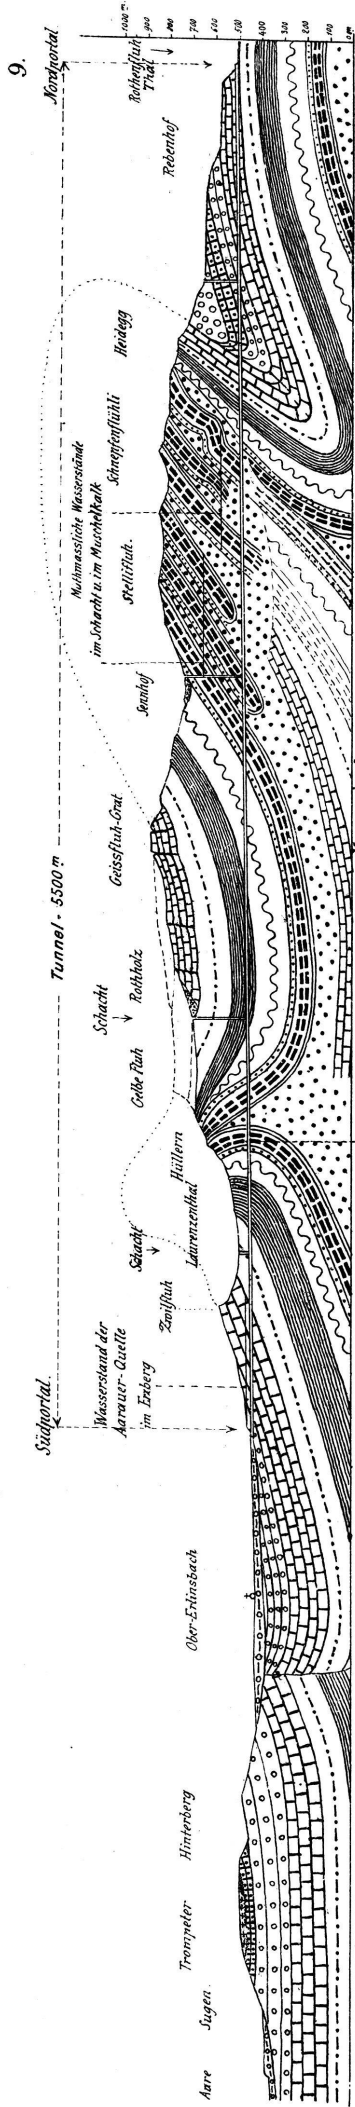 9.
Südportal.
Tunnel - 5500 m
Nordportal
Wasserstand der
Aarauer-Quelle
im Erzberg
Schacht
Schacht
Muthmassliche Wasserstände
im Schacht u. im Muschelkalk
Aare
Sugen.
Trompeter
Hinterberg
Ober-Erlinsbach
Zwilfluh
Laurenzenthal
Hüllern
Gelbe Fluh
Rothholz
Geissfluh-Grat
Sennhof
Stellifluh.
Schnepfenflühli
Heidegg
Rebenhof
Rothenfluh
Thal
1000 m
900
800
700
600
500
400
300
200
100
0 m